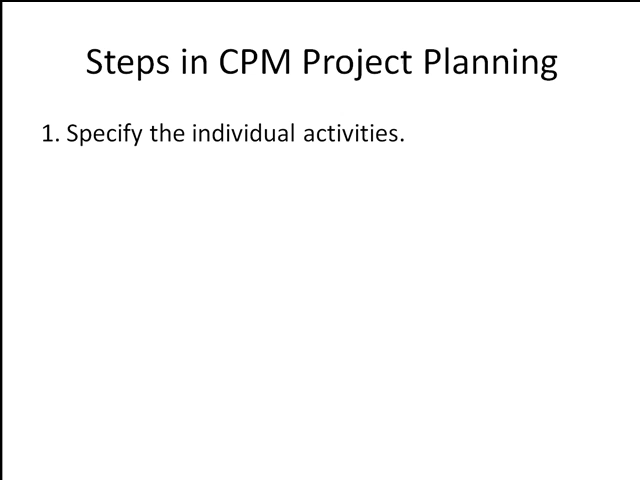 Steps in CPM Project Planning
1. Specify the individual activities.